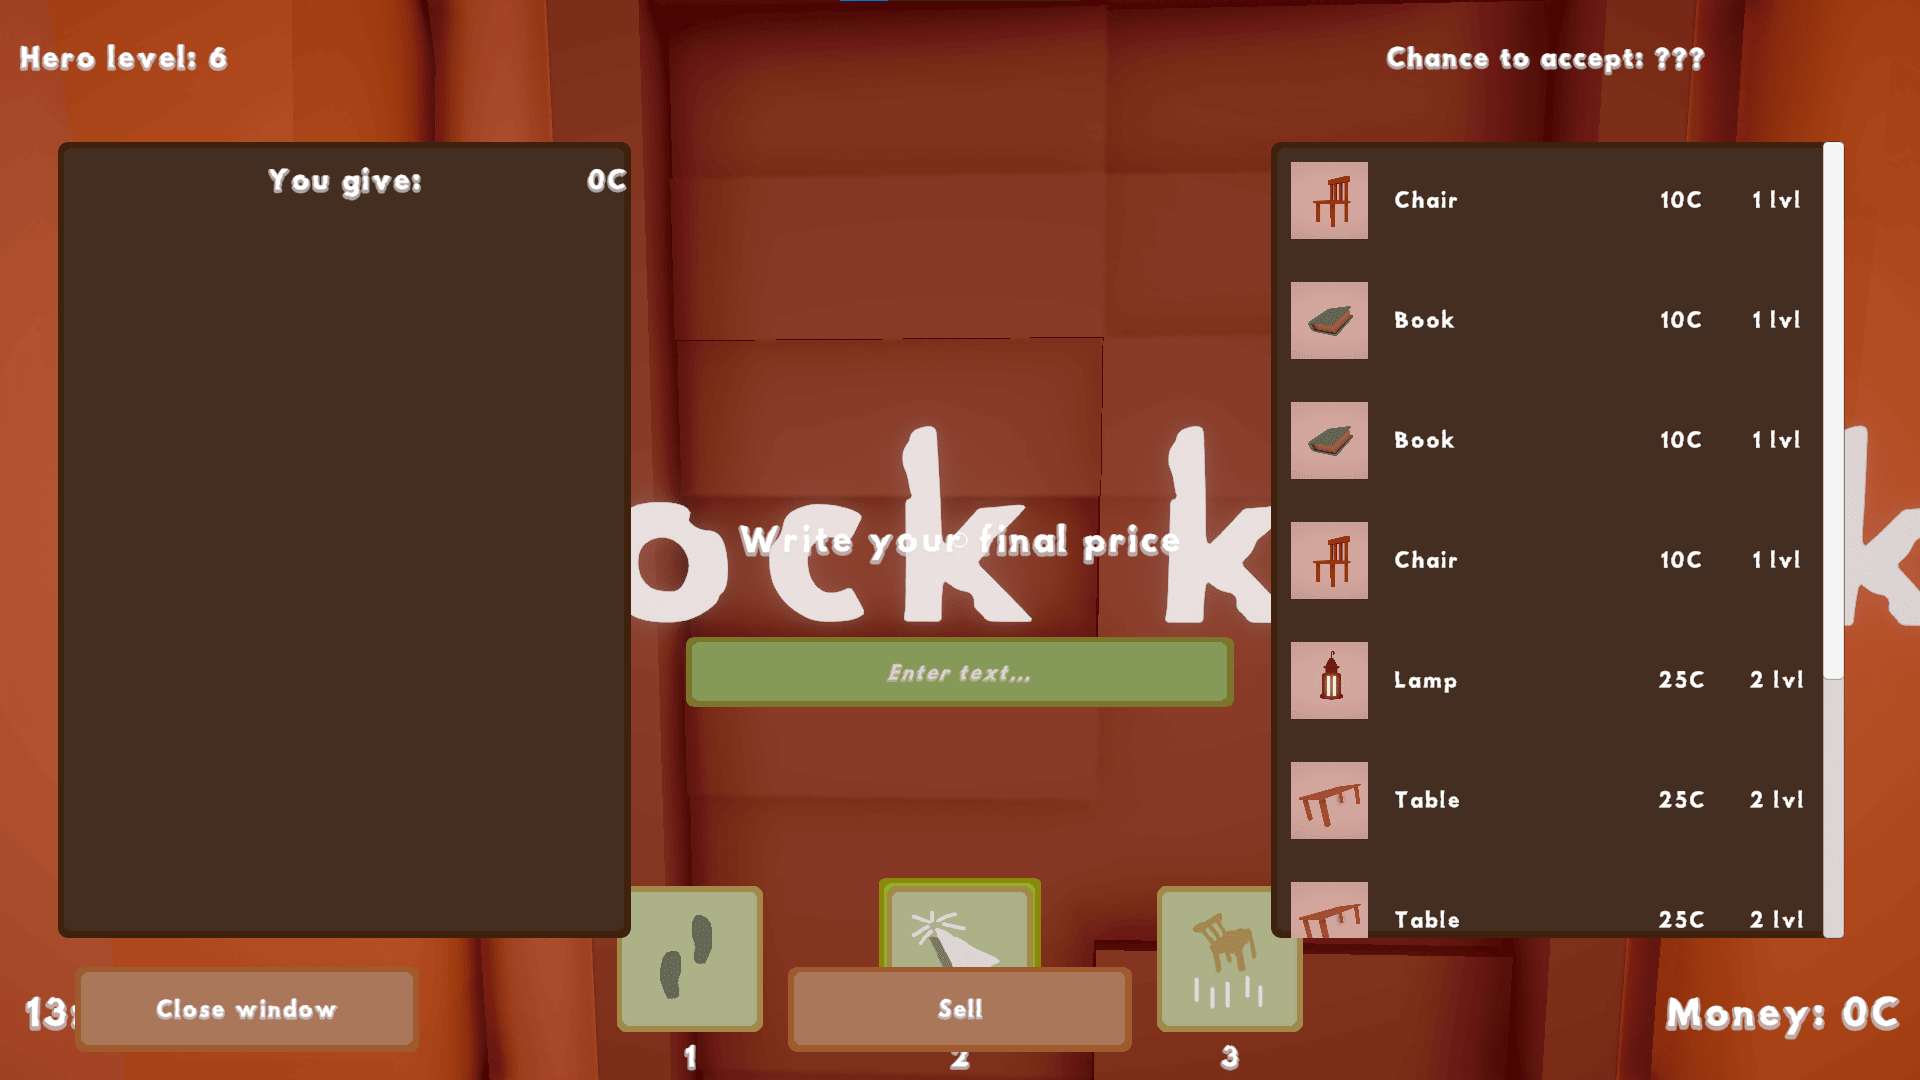 Hero level: 6
Chance to accept: ???
You give: 0C
Chair 10C 1 lvl
Book 10C 1 lvl
Book 10C 1 lvl
Chair 10C 1 lvl
Lamp 25C 2 lvl
Table 25C 2 lvl
Table 25C 2 lvl
ock k k
Write your final price
Enter text...
13:
Close window
Sell
Money: 0C
1
2
3